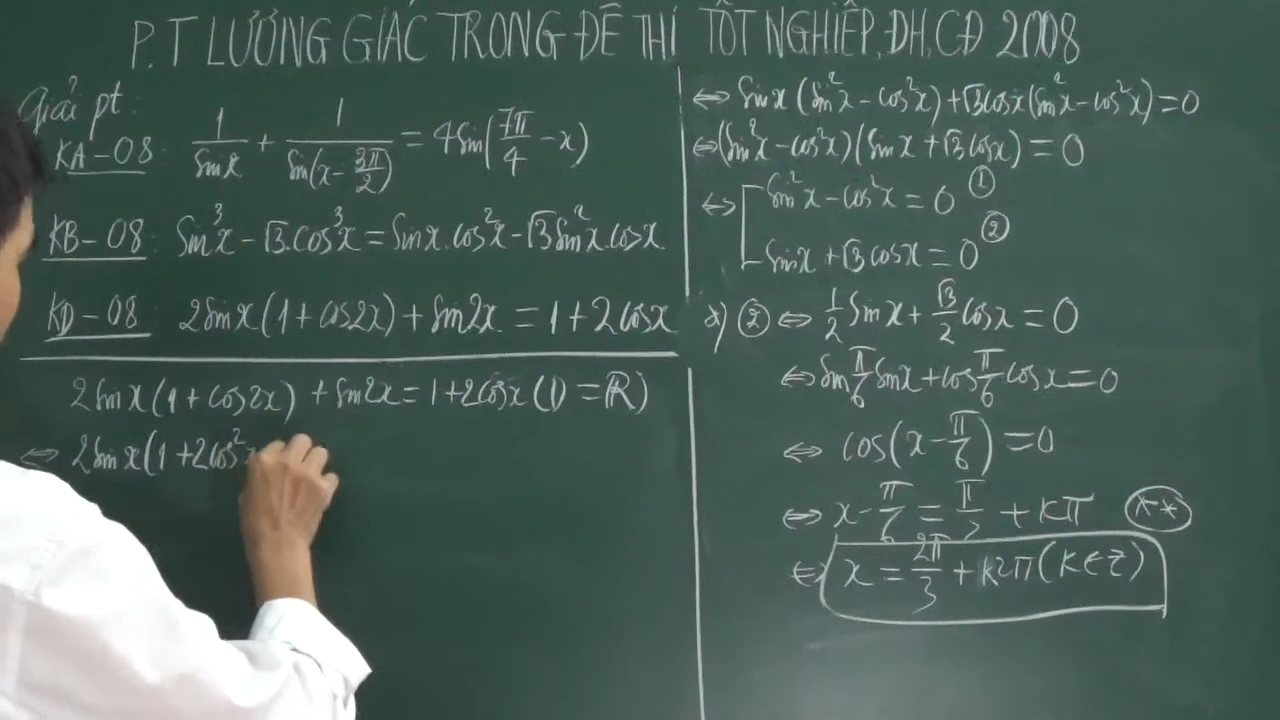 P.T LƯỢNG GIÁC TRONG ĐỀ THI TỐT NGHIỆP, ĐH, CĐ 2008
Giải pt:
KA-08: 1/sinx + 1/sin(x - 3π/2) = 4sin(7π/4 - x)
KB-08: Sin³x - √3.cos³x = Sinx.cos²x - √3sin²x.cosx
KD-08: 2sinx(1+cos2x) + sin2x = 1+2cosx
2sinx(1+cos2x) + sin2x = 1+2cosx (D = ℝ)
⇔ 2sinx(1+2cos²
⇔ sinx(sin²x - cos²x) + √3cosx(sin²x - cos²x) = 0
⇔ (sin²x - cos²x)(sinx + √3cosx) = 0
⇔ [ sin²x - cos²x = 0 ①
sinx + √3cosx = 0 ②
*) ② ⇔ 1/2 sinx + √3/2 cosx = 0
⇔ sin π/6 sinx + cos π/6 cosx = 0
⇔ cos(x - π/6) = 0
⇔ x - π/6 = π/2 + kπ (**)
⇔ x = 2π/3 + k2π (k∈Z)